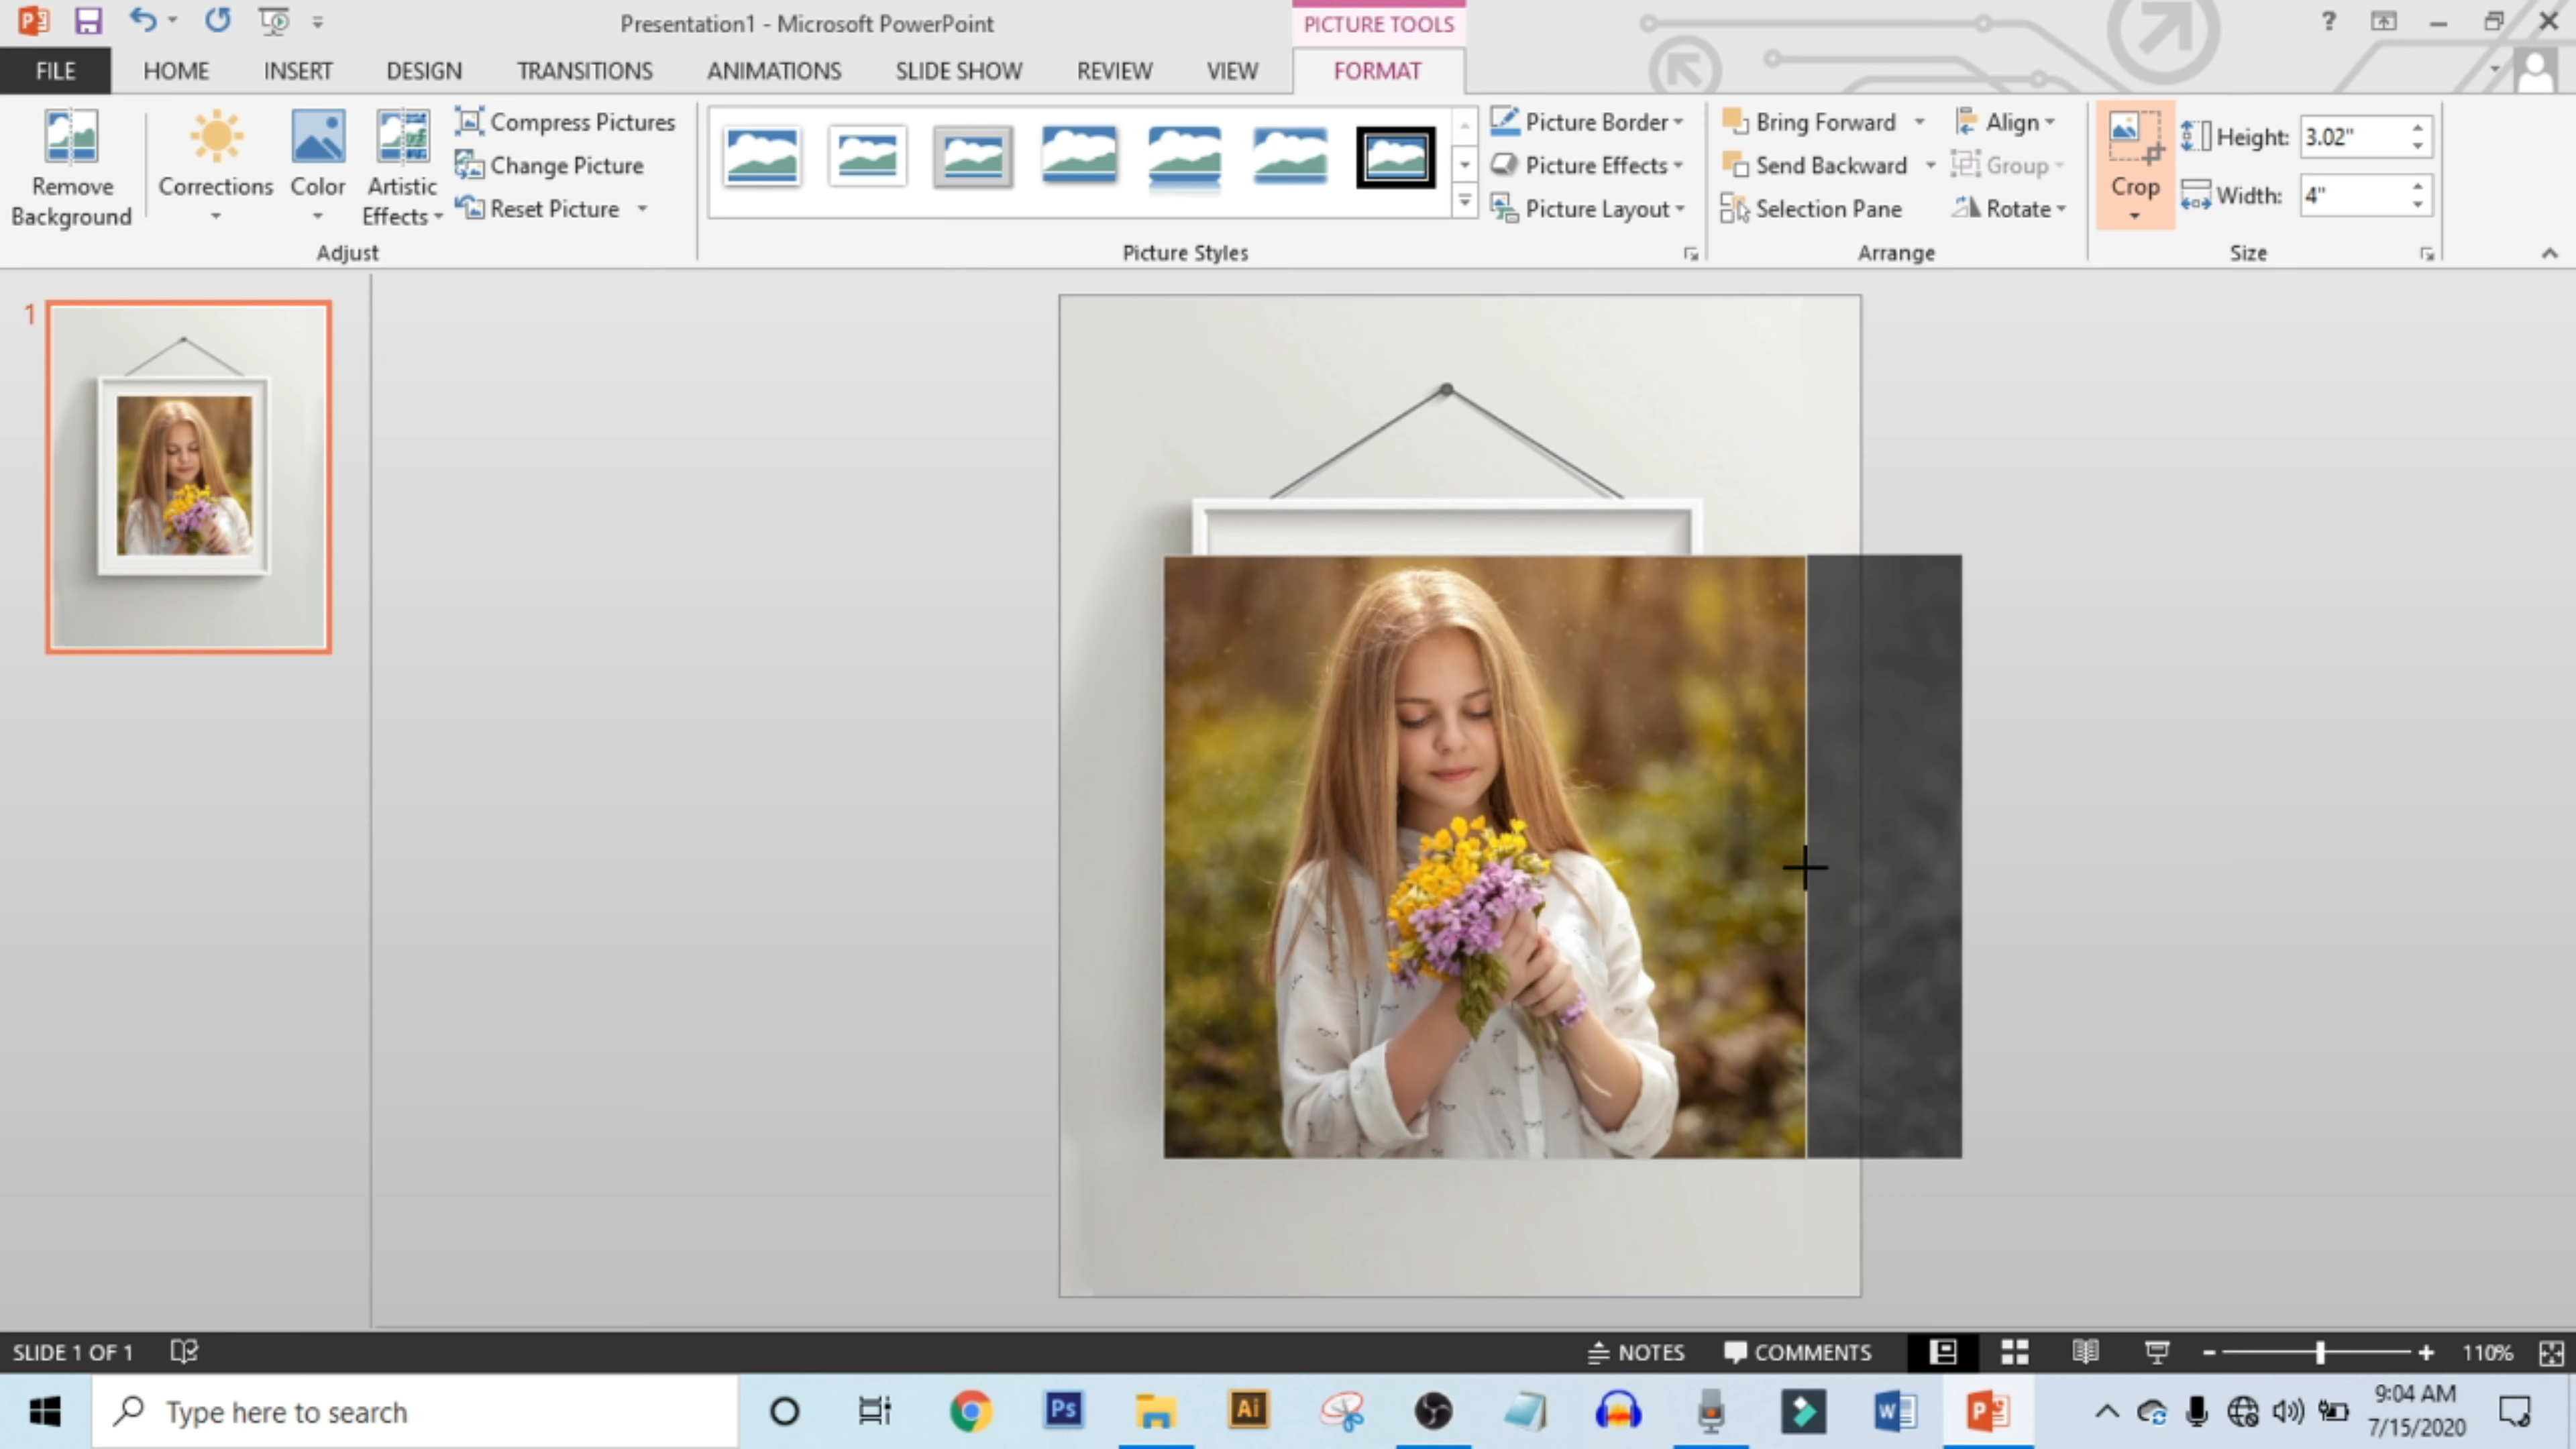 Presentation1 - Microsoft PowerPoint
PICTURE TOOLS
?
FILE HOME INSERT DESIGN TRANSITIONS ANIMATIONS SLIDE SHOW REVIEW VIEW FORMAT
Remove Background
Corrections
Color
Artistic Effects
Compress Pictures
Change Picture
Reset Picture
Adjust
Picture Styles
Picture Border
Picture Effects
Picture Layout
Bring Forward
Send Backward
Selection Pane
Align
Group
Rotate
Arrange
Crop
Height: 3.02"
Width: 4"
Size
1
SLIDE 1 OF 1
NOTES
COMMENTS
110%
Type here to search
Ps
Ai
W
P
9:04 AM
7/15/2020